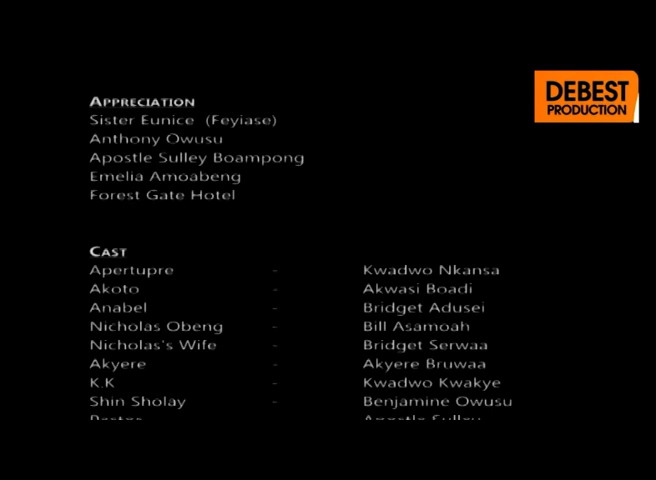 DEBEST
PRODUCTION
APPRECIATION
Sister Eunice (Feyiase)
Anthony Owusu
Apostle Sulley Boampong
Emelia Amoabeng
Forest Gate Hotel
CAST
Apertupre - Kwadwo Nkansa
Akoto - Akwasi Boadi
Anabel - Bridget Adusei
Nicholas Obeng - Bill Asamoah
Nicholas's Wife - Bridget Serwaa
Akyere - Akyere Bruwaa
K.K - Kwadwo Kwakye
Shin Sholay - Benjamine Owusu
Apostle Sulley